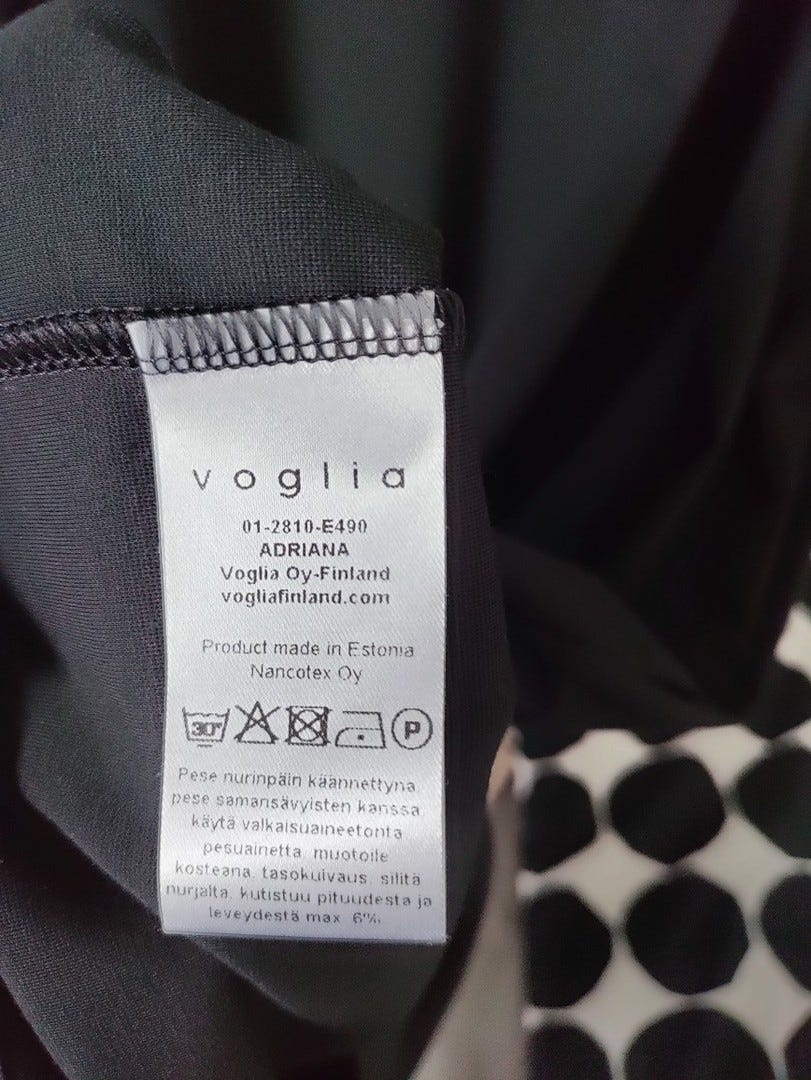 voglia
01-2810-E490
ADRIANA
Voglia Oy-Finland
vogliafinland.com
Product made in Estonia
Nancotex Oy
30° P
Pese nurinpäin käännettynä,
pese samansävyisten kanssa,
käytä valkaisuaineetonta
pesuainetta, muotoile
kosteana, tasokuivaus, silitä
nurjalta, kutistuu pituudesta ja
leveydestä max. 6%.